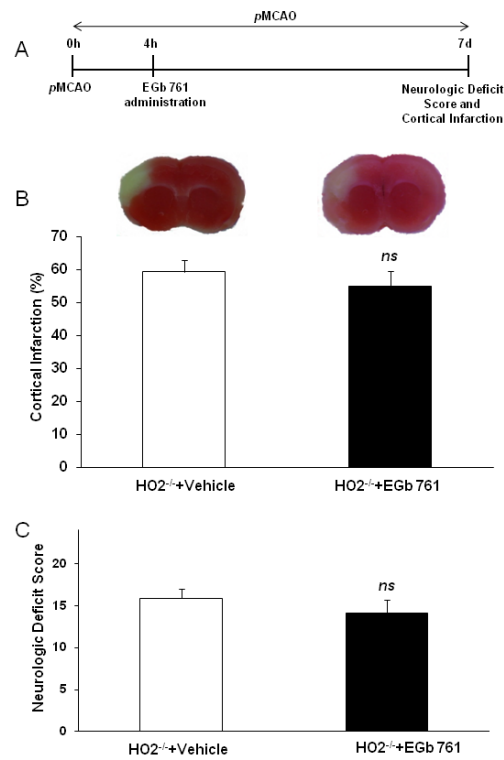 pMCAO
0h 4h 7d
A
pMCAO EGb 761 administration Neurologic Deficit Score and Cortical Infarction
B
70
60
50
40
30
20
10
0
Cortical Infarction (%)
ns
HO2-/-+Vehicle HO2-/-+EGb 761
C
20
15
10
5
0
Neurologic Deficit Score
ns
HO2-/-+Vehicle HO2-/-+EGb 761